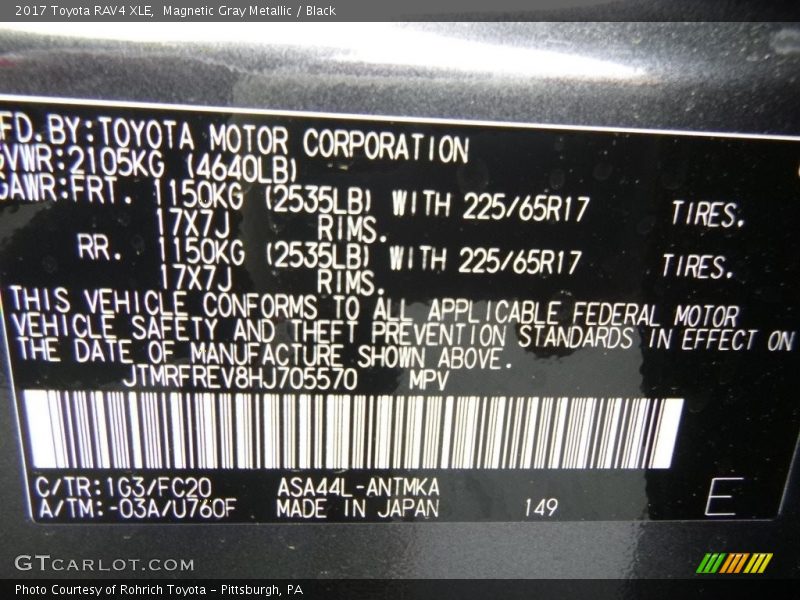 2017 Toyota RAV4 XLE,  Magnetic Gray Metallic / Black
FD.BY:TOYOTA MOTOR CORPORATION
GVWR:2105KG (4640LB)
GAWR:FRT. 1150KG (2535LB) WITH 225/65R17 TIRES.
17X7J RIMS.
RR. 1150KG (2535LB) WITH 225/65R17 TIRES.
17X7J RIMS.
THIS VEHICLE CONFORMS TO ALL APPLICABLE FEDERAL MOTOR
VEHICLE SAFETY AND THEFT PREVENTION STANDARDS IN EFFECT ON
THE DATE OF MANUFACTURE SHOWN ABOVE.
JTMRFREV8HJ705570 MPV
C/TR:1G3/FC20 ASA44L-ANTMKA
A/TM:-03A/U760F MADE IN JAPAN 149 E
GTCARLOT.COM
Photo Courtesy of Rohrich Toyota - Pittsburgh, PA